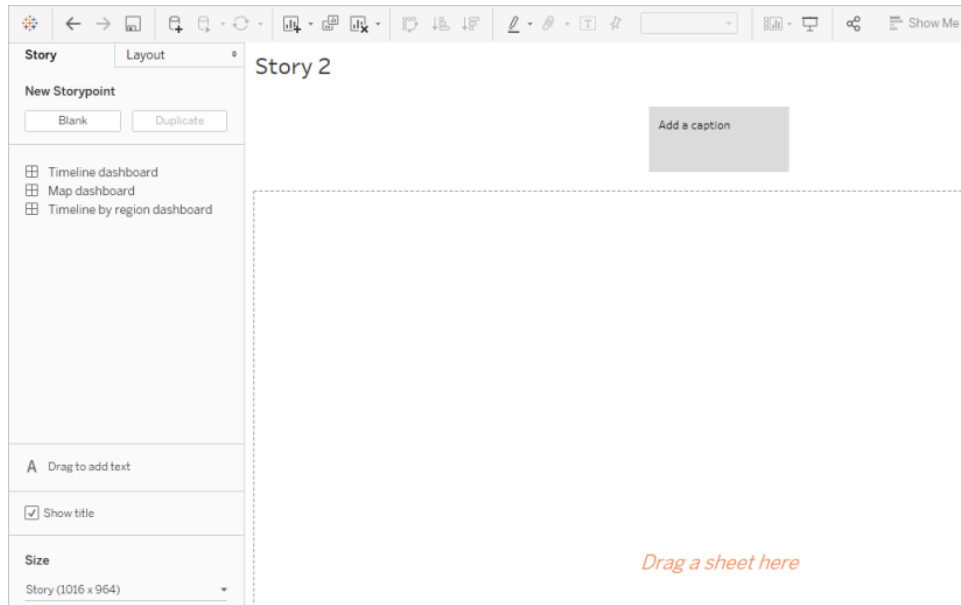 Show Me
Story
Layout
Story 2
New Storypoint
Blank
Duplicate
Add a caption
Timeline dashboard
Map dashboard
Timeline by region dashboard
A Drag to add text
Show title
Drag a sheet here
Size
Story (1016 x 964)